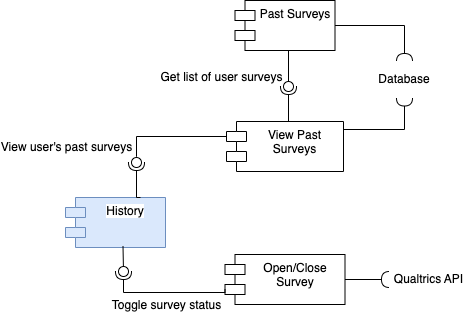 Past Surveys
Get list of user surveys
Database
View Past
Surveys
View user's past surveys
History
Open/Close
Survey
Qualtrics API
Toggle survey status